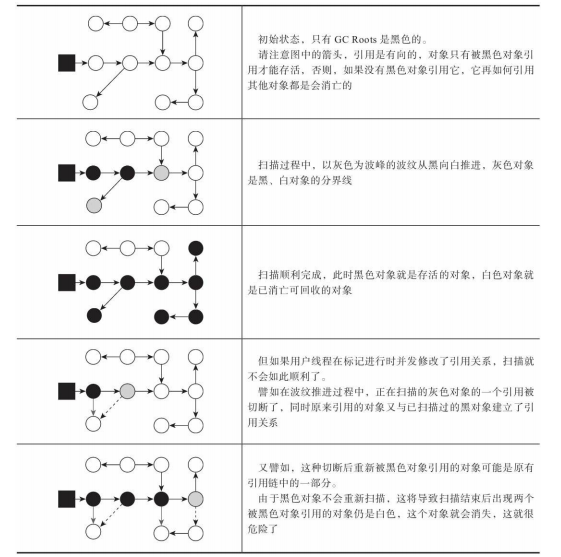 初始状态，只有 GC Roots 是黑色的。
请注意图中的箭头，引用是有向的，对象只有被黑色对象引
用才能存活，否则，如果没有黑色对象引用它，它再如何引用
其他对象都是会消亡的
扫描过程中，以灰色为波峰的波纹从黑向白推进，灰色对象
是黑、白对象的分界线
扫描顺利完成，此时黑色对象就是存活的对象，白色对象就
是已消亡可回收的对象
但如果用户线程在标记进行时并发修改了引用关系，扫描就
不会如此顺利了。
譬如在波纹推进过程中，正在扫描的灰色对象的一个引用被
切断了，同时原来引用的对象又与已扫描过的黑对象建立了引
用关系
又譬如，这种切断后重新被黑色对象引用的对象可能是原有
引用链中的一部分。
由于黑色对象不会重新扫描，这将导致扫描结束后出现两个
被黑色对象引用的对象仍是白色，这个对象就会消失，这就很
危险了